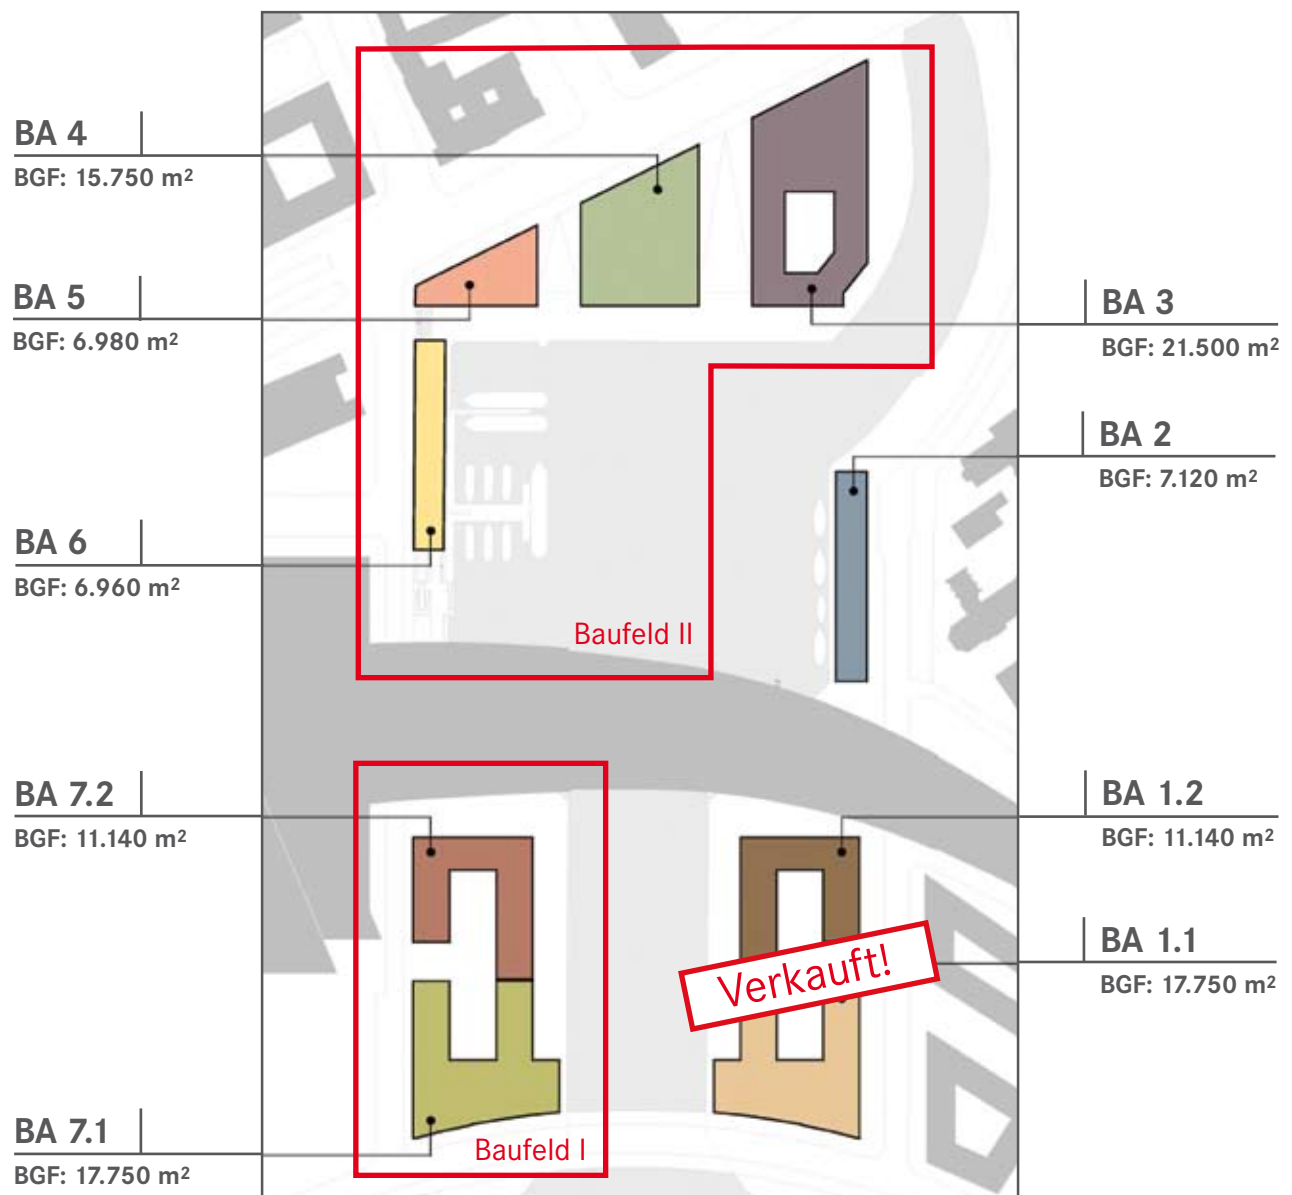 BA 4
BGF: 15.750 m²
BA 5
BGF: 6.980 m²
BA 3
BGF: 21.500 m²
BA 2
BGF: 7.120 m²
BA 6
BGF: 6.960 m²
Baufeld II
BA 7.2
BGF: 11.140 m²
BA 1.2
BGF: 11.140 m²
Verkauft!
BA 1.1
BGF: 17.750 m²
BA 7.1
BGF: 17.750 m²
Baufeld I